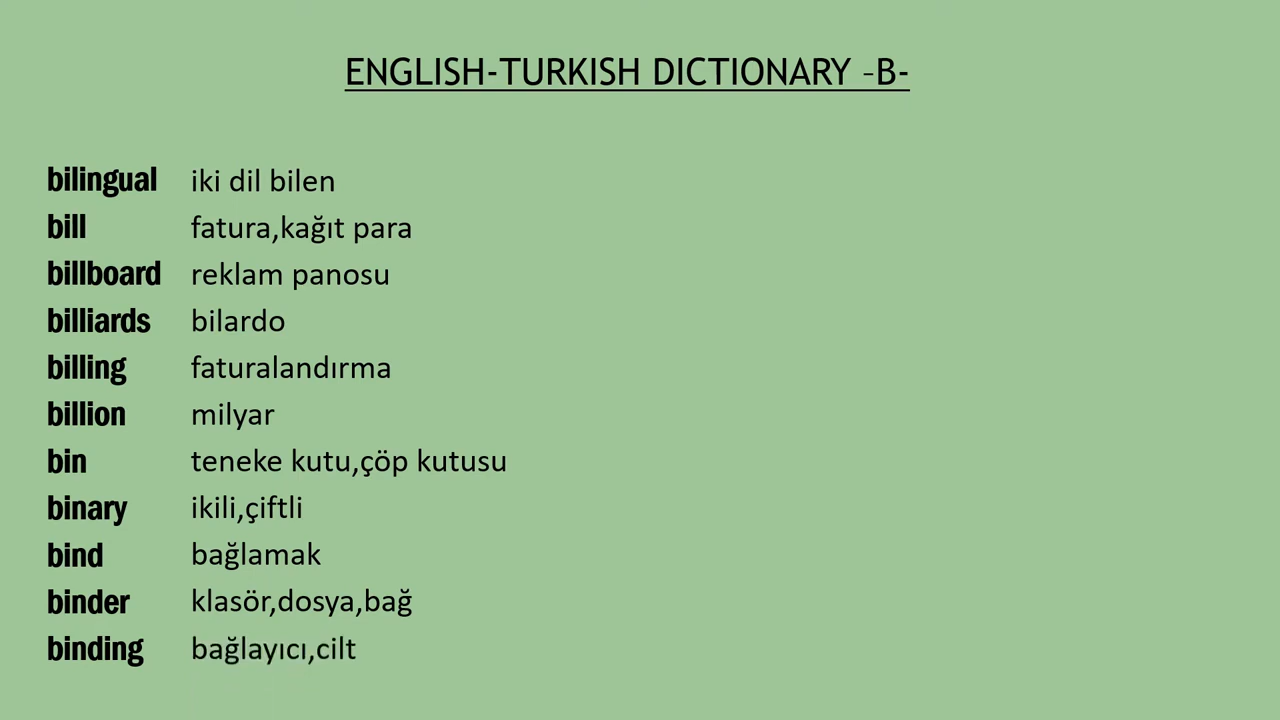 ENGLISH-TURKISH DICTIONARY –B-
bilingual iki dil bilen
bill fatura,kağıt para
billboard reklam panosu
billiards bilardo
billing faturalandırma
billion milyar
bin teneke kutu,çöp kutusu
binary ikili,çiftli
bind bağlamak
binder klasör,dosya,bağ
binding bağlayıcı,cilt